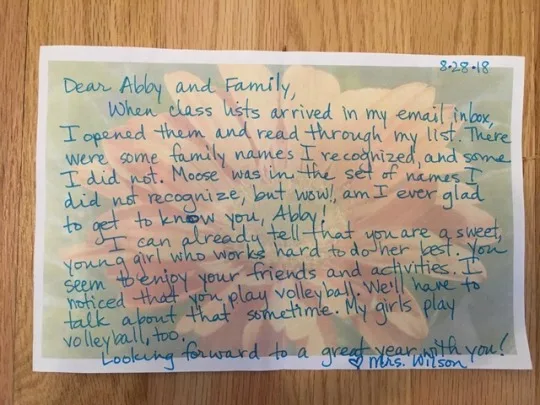 8•28•18
Dear Abby and Family,
When class lists arrived in my email inbox,
I opened them and read through my list. There
were some family names I recognized, and some
I did not. Moose was in the set of names I
did not recognize, but wow!, am I ever glad
to get to know you, Abby!
I can already tell that you are a sweet,
young girl who works hard to do her best. You
seem to enjoy your friends and activities. I
noticed that you play volleyball. We'll have to
talk about that sometime. My girls play
volleyball, too.
Looking forward to a great year with you!
♡ Mrs. Wilson